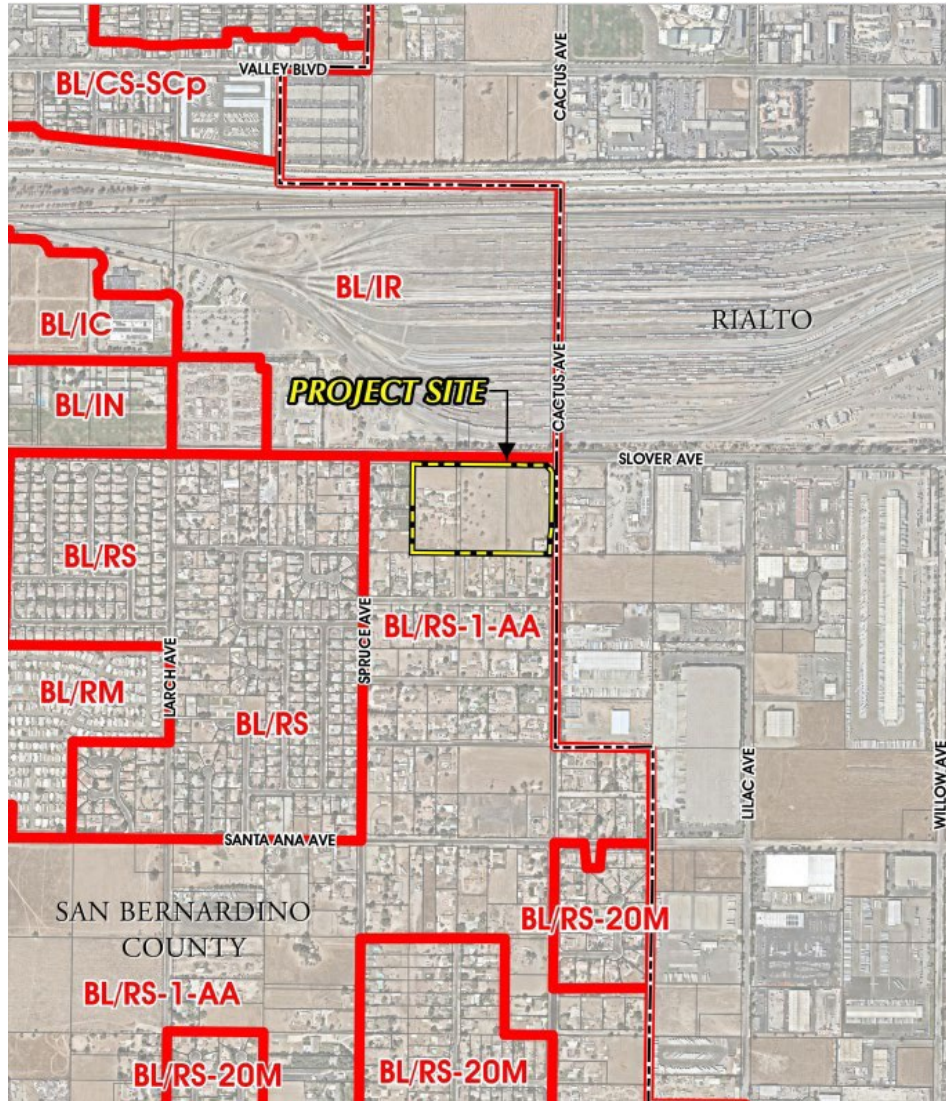 CACTUS AVE
VALLEY BLVD
BL/CS-SCp
BL/IR
BL/IC
RIALTO
CACTUS AVE
PROJECT SITE
BL/IN
SLOVER AVE
BL/RS
BL/RS-1-AA
SPRUCE AVE
LARCH AVE
BL/RM
BL/RS
LILAC AVE
WILLOW AVE
SANTA ANA AVE
SAN BERNARDINO
COUNTY
BL/RS-20M
BL/RS-1-AA
BL/RS-20M
BL/RS-20M